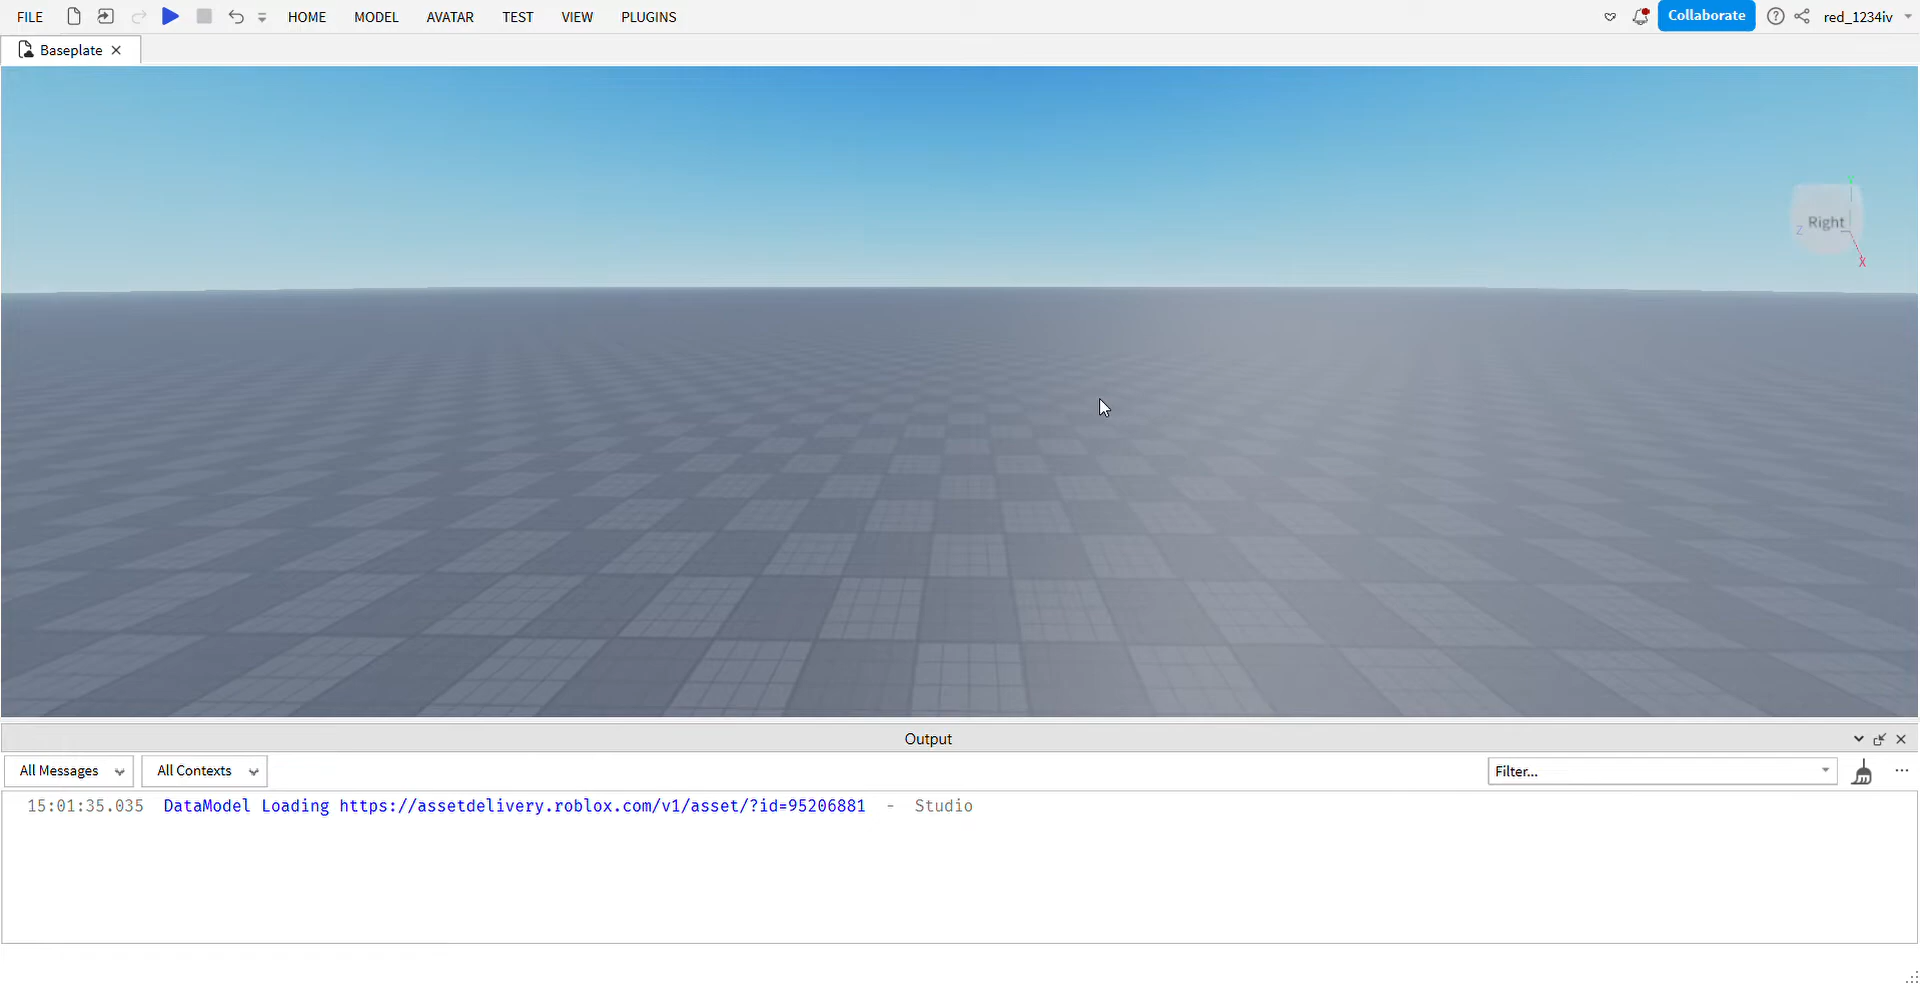 FILE HOME MODEL AVATAR TEST VIEW PLUGINS Collaborate red_1234iv
Baseplate
Y
Right
Z
X
Output
All Messages All Contexts Filter...
15:01:35.035 DataModel Loading https://assetdelivery.roblox.com/v1/asset/?id=95206881 - Studio